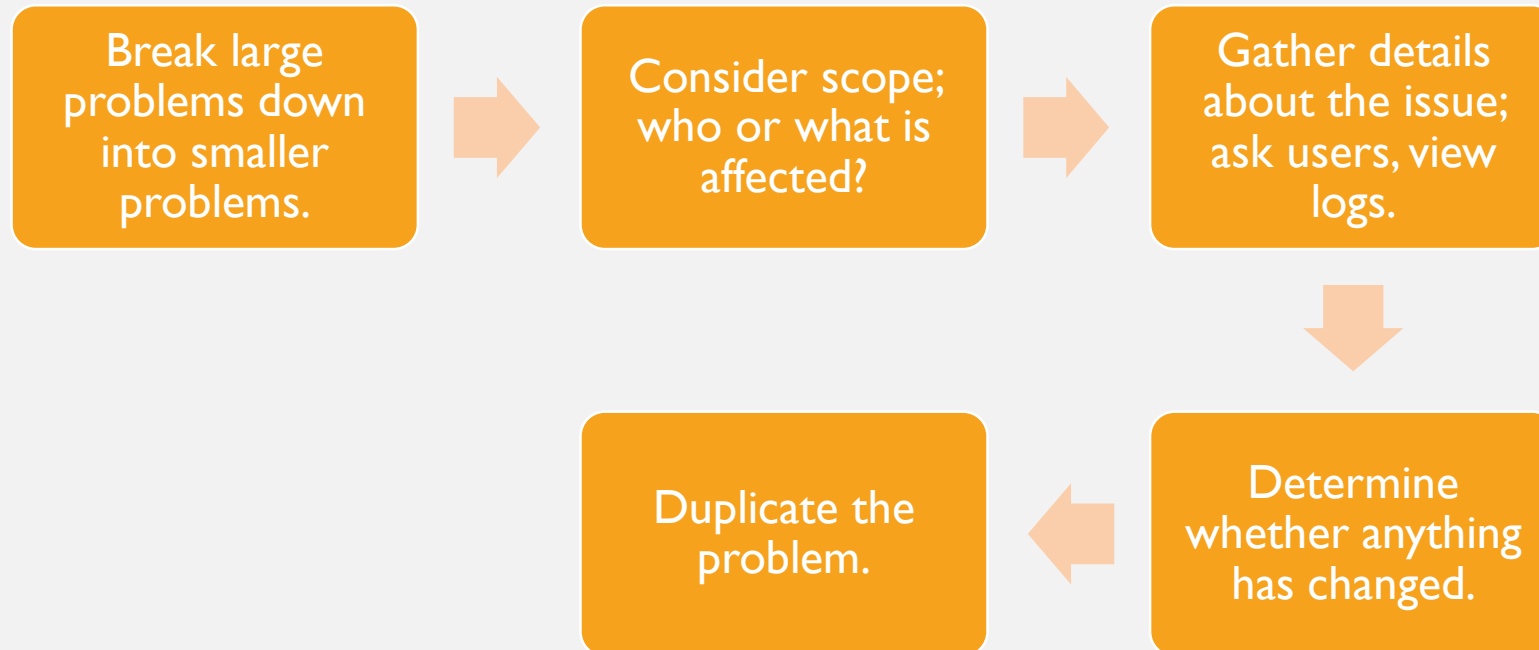 Break large
problems down
into smaller
problems.
Consider scope;
who or what is
affected?
Gather details
about the issue;
ask users, view
logs.
Determine
whether anything
has changed.
Duplicate the
problem.